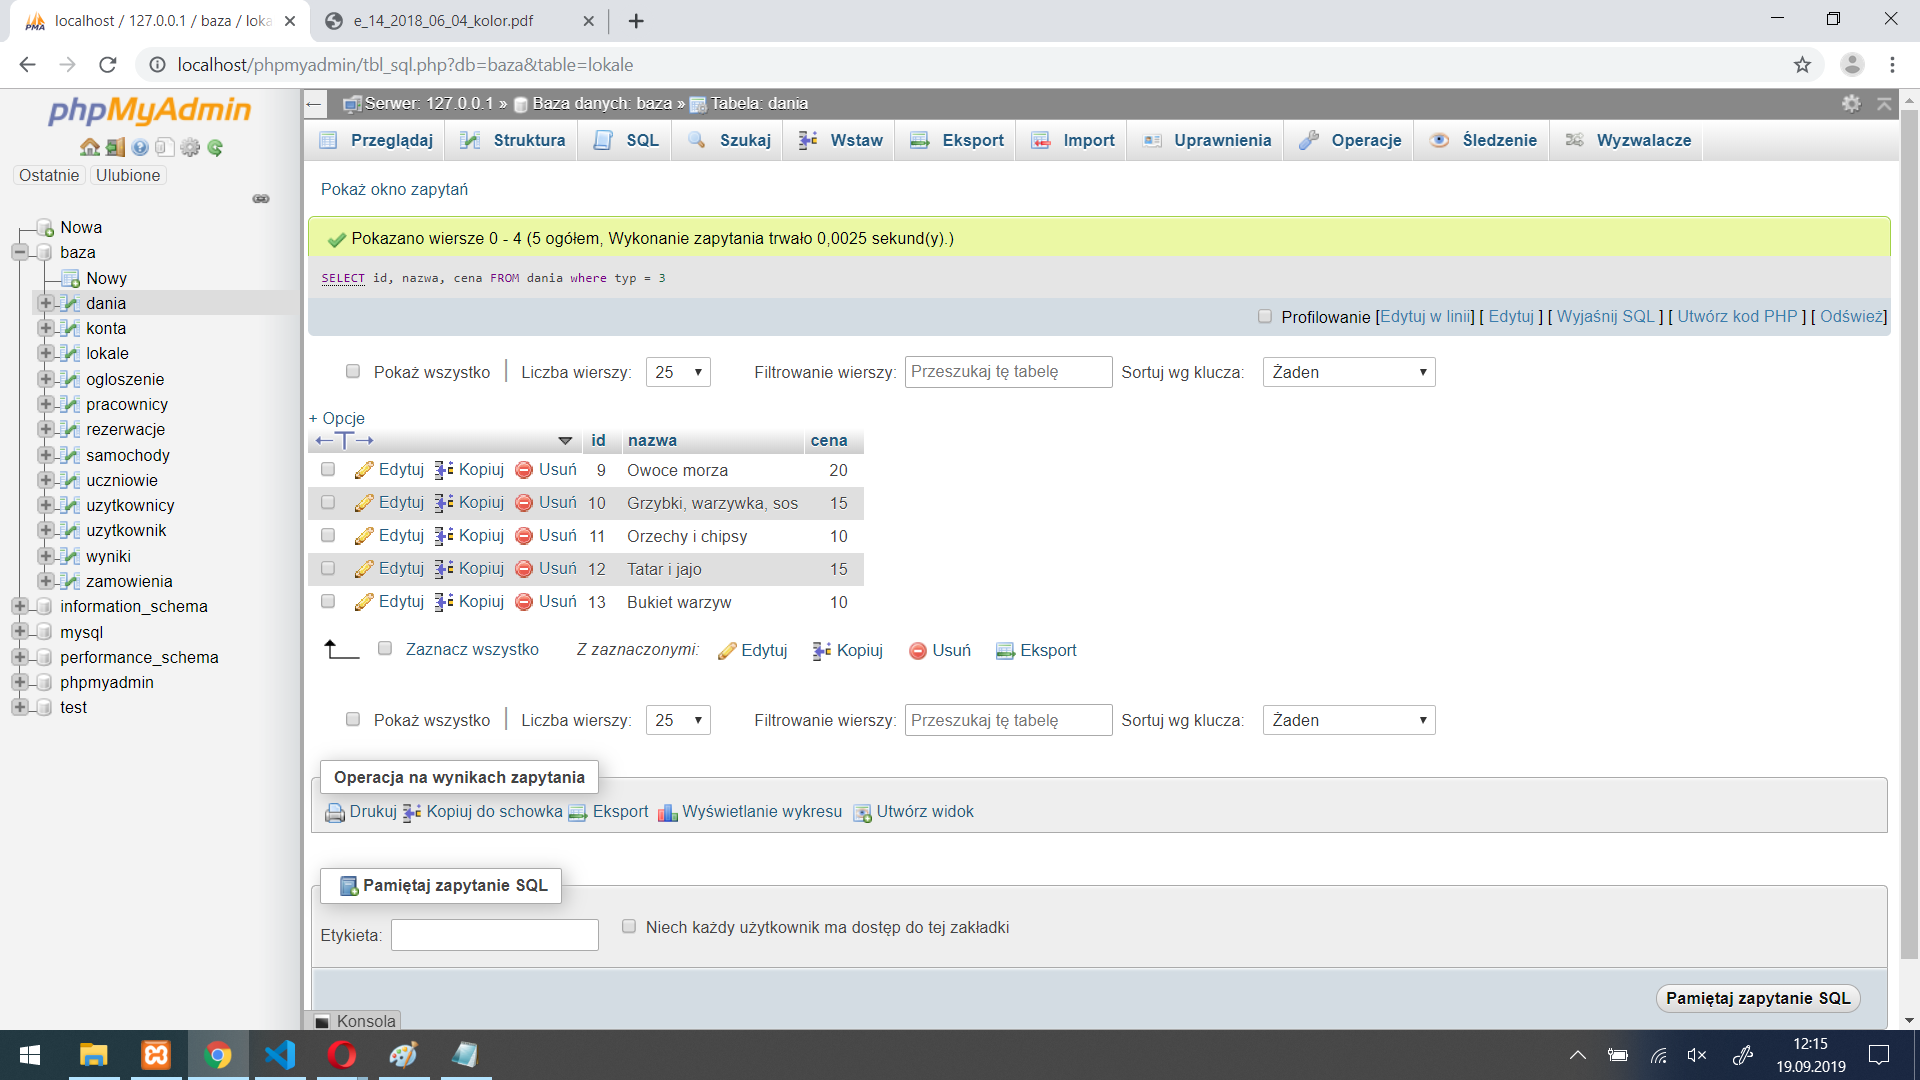 localhost / 127.0.0.1 / baza / loka
e_14_2018_06_04_kolor.pdf
localhost/phpmyadmin/tbl_sql.php?db=baza&table=lokale
phpMyAdmin
Ostatnie
Ulubione
Nowa
baza
Nowy
dania
konta
lokale
ogloszenie
pracownicy
rezerwacje
samochody
uczniowie
uzytkownicy
uzytkownik
wyniki
zamowienia
information_schema
mysql
performance_schema
phpmyadmin
test
Serwer: 127.0.0.1 » Baza danych: baza » Tabela: dania
Przeglądaj Struktura SQL Szukaj Wstaw Eksport Import Uprawnienia Operacje Śledzenie Wyzwalacze
Pokaż okno zapytań
Pokazano wiersze 0 - 4 (5 ogółem, Wykonanie zapytania trwało 0,0025 sekund(y).)
SELECT id, nazwa, cena FROM dania where typ = 3
Profilowanie [Edytuj w linii] [ Edytuj ] [ Wyjaśnij SQL ] [ Utwórz kod PHP ] [ Odśwież]
Pokaż wszystko | Liczba wierszy: 25 Filtrowanie wierszy: Przeszukaj tę tabelę Sortuj wg klucza: Żaden
+ Opcje
←T→ id nazwa cena
Edytuj Kopiuj Usuń 9 Owoce morza 20
Edytuj Kopiuj Usuń 10 Grzybki, warzywka, sos 15
Edytuj Kopiuj Usuń 11 Orzechy i chipsy 10
Edytuj Kopiuj Usuń 12 Tatar i jajo 15
Edytuj Kopiuj Usuń 13 Bukiet warzyw 10
Zaznacz wszystko Z zaznaczonymi: Edytuj Kopiuj Usuń Eksport
Pokaż wszystko | Liczba wierszy: 25 Filtrowanie wierszy: Przeszukaj tę tabelę Sortuj wg klucza: Żaden
Operacja na wynikach zapytania
Drukuj Kopiuj do schowka Eksport Wyświetlanie wykresu Utwórz widok
Pamiętaj zapytanie SQL
Etykieta: Niech każdy użytkownik ma dostęp do tej zakładki
Pamiętaj zapytanie SQL
Konsola
12:15
19.09.2019